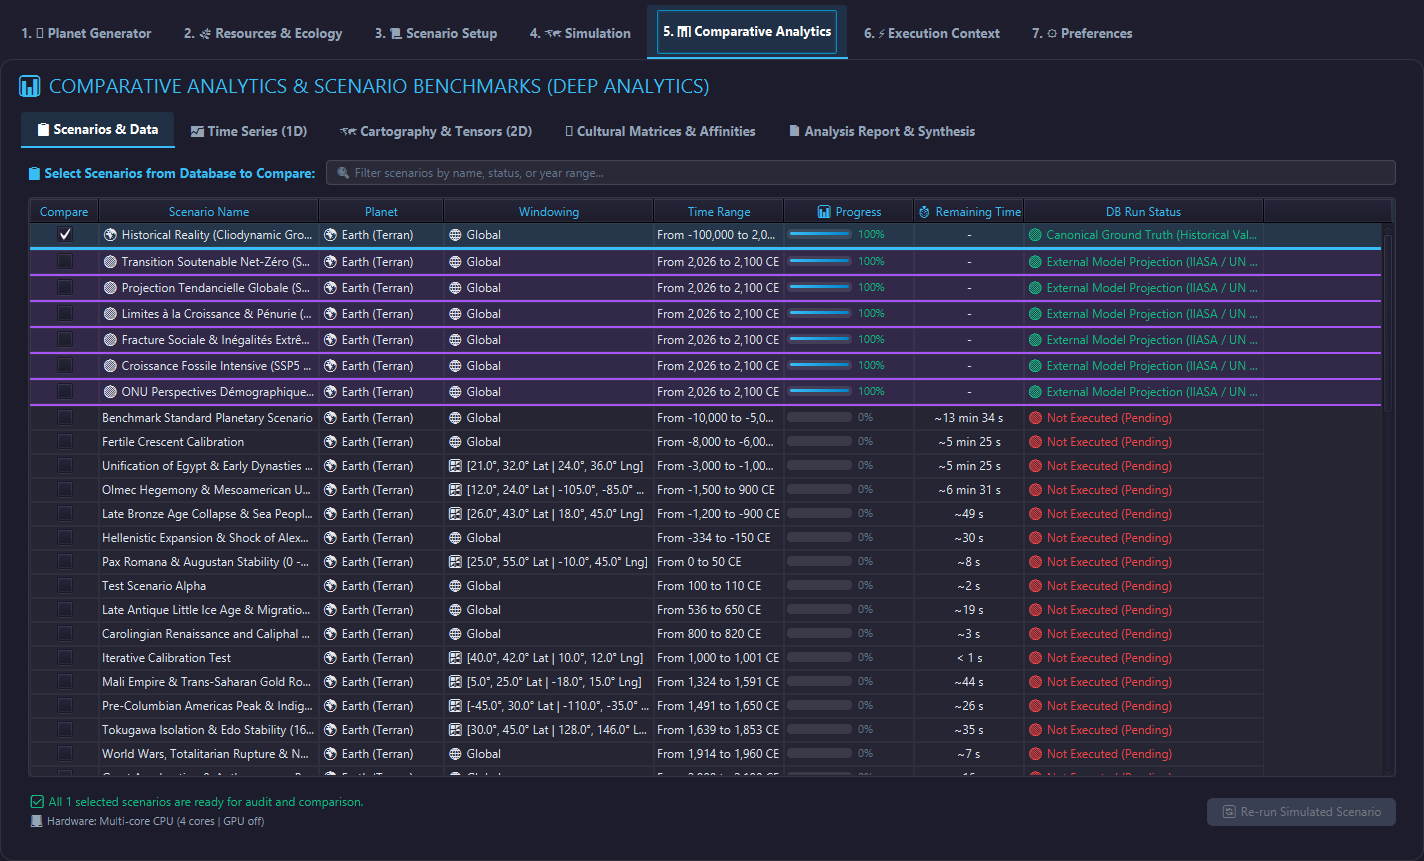 1. Planet Generator 2. Resources & Ecology 3. Scenario Setup 4. Simulation 5. Comparative Analytics 6. Execution Context 7. Preferences
COMPARATIVE ANALYTICS & SCENARIO BENCHMARKS (DEEP ANALYTICS)
Scenarios & Data Time Series (1D) Cartography & Tensors (2D) Cultural Matrices & Affinities Analysis Report & Synthesis
Select Scenarios from Database to Compare: Filter scenarios by name, status, or year range...
Compare Scenario Name Planet Windowing Time Range Progress Remaining Time DB Run Status
Historical Reality (Cliodynamic Gro... Earth (Terran) Global From -100,000 to 2,0... 100% - Canonical Ground Truth (Historical Val...
Transition Soutenable Net-Zéro (S... Earth (Terran) Global From 2,026 to 2,100 CE 100% - External Model Projection (IIASA / UN ...
Projection Tendancielle Globale (S... Earth (Terran) Global From 2,026 to 2,100 CE 100% - External Model Projection (IIASA / UN ...
Limites à la Croissance & Pénurie (... Earth (Terran) Global From 2,026 to 2,100 CE 100% - External Model Projection (IIASA / UN ...
Fracture Sociale & Inégalités Extrê... Earth (Terran) Global From 2,026 to 2,100 CE 100% - External Model Projection (IIASA / UN ...
Croissance Fossile Intensive (SSP5 ... Earth (Terran) Global From 2,026 to 2,100 CE 100% - External Model Projection (IIASA / UN ...
ONU Perspectives Démographique... Earth (Terran) Global From 2,026 to 2,100 CE 100% - External Model Projection (IIASA / UN ...
Benchmark Standard Planetary Scenario Earth (Terran) Global From -10,000 to -5,0... 0% ~13 min 34 s Not Executed (Pending)
Fertile Crescent Calibration Earth (Terran) Global From -8,000 to -6,00... 0% ~5 min 25 s Not Executed (Pending)
Unification of Egypt & Early Dynasties ... Earth (Terran) [21.0°, 32.0° Lat | 24.0°, 36.0° Lng] From -3,000 to -1,00... 0% ~5 min 25 s Not Executed (Pending)
Olmec Hegemony & Mesoamerican U... Earth (Terran) [12.0°, 24.0° Lat | -105.0°, -85.0° ... From -1,500 to 900 CE 0% ~6 min 31 s Not Executed (Pending)
Late Bronze Age Collapse & Sea Peopl... Earth (Terran) [26.0°, 43.0° Lat | 18.0°, 45.0° Lng] From -1,200 to -900 CE 0% ~49 s Not Executed (Pending)
Hellenistic Expansion & Shock of Alex... Earth (Terran) Global From -334 to -150 CE 0% ~30 s Not Executed (Pending)
Pax Romana & Augustan Stability (0 -... Earth (Terran) [25.0°, 55.0° Lat | -10.0°, 45.0° Lng] From 0 to 50 CE 0% ~8 s Not Executed (Pending)
Test Scenario Alpha Earth (Terran) Global From 100 to 110 CE 0% ~2 s Not Executed (Pending)
Late Antique Little Ice Age & Migratio... Earth (Terran) Global From 536 to 650 CE 0% ~19 s Not Executed (Pending)
Carolingian Renaissance and Caliphal ... Earth (Terran) Global From 800 to 820 CE 0% ~3 s Not Executed (Pending)
Iterative Calibration Test Earth (Terran) [40.0°, 42.0° Lat | 10.0°, 12.0° Lng] From 1,000 to 1,001 CE 0% < 1 s Not Executed (Pending)
Mali Empire & Trans-Saharan Gold Ro... Earth (Terran) [5.0°, 25.0° Lat | -18.0°, 15.0° Lng] From 1,324 to 1,591 CE 0% ~44 s Not Executed (Pending)
Pre-Columbian Americas Peak & Indig... Earth (Terran) [-45.0°, 30.0° Lat | -110.0°, -35.0° ... From 1,491 to 1,650 CE 0% ~26 s Not Executed (Pending)
Tokugawa Isolation & Edo Stability (16... Earth (Terran) [30.0°, 45.0° Lat | 128.0°, 146.0° L... From 1,639 to 1,853 CE 0% ~35 s Not Executed (Pending)
World Wars, Totalitarian Rupture & N... Earth (Terran) Global From 1,914 to 1,960 CE 0% ~7 s Not Executed (Pending)
All 1 selected scenarios are ready for audit and comparison.
Hardware: Multi-core CPU (4 cores | GPU off)
Re-run Simulated Scenario